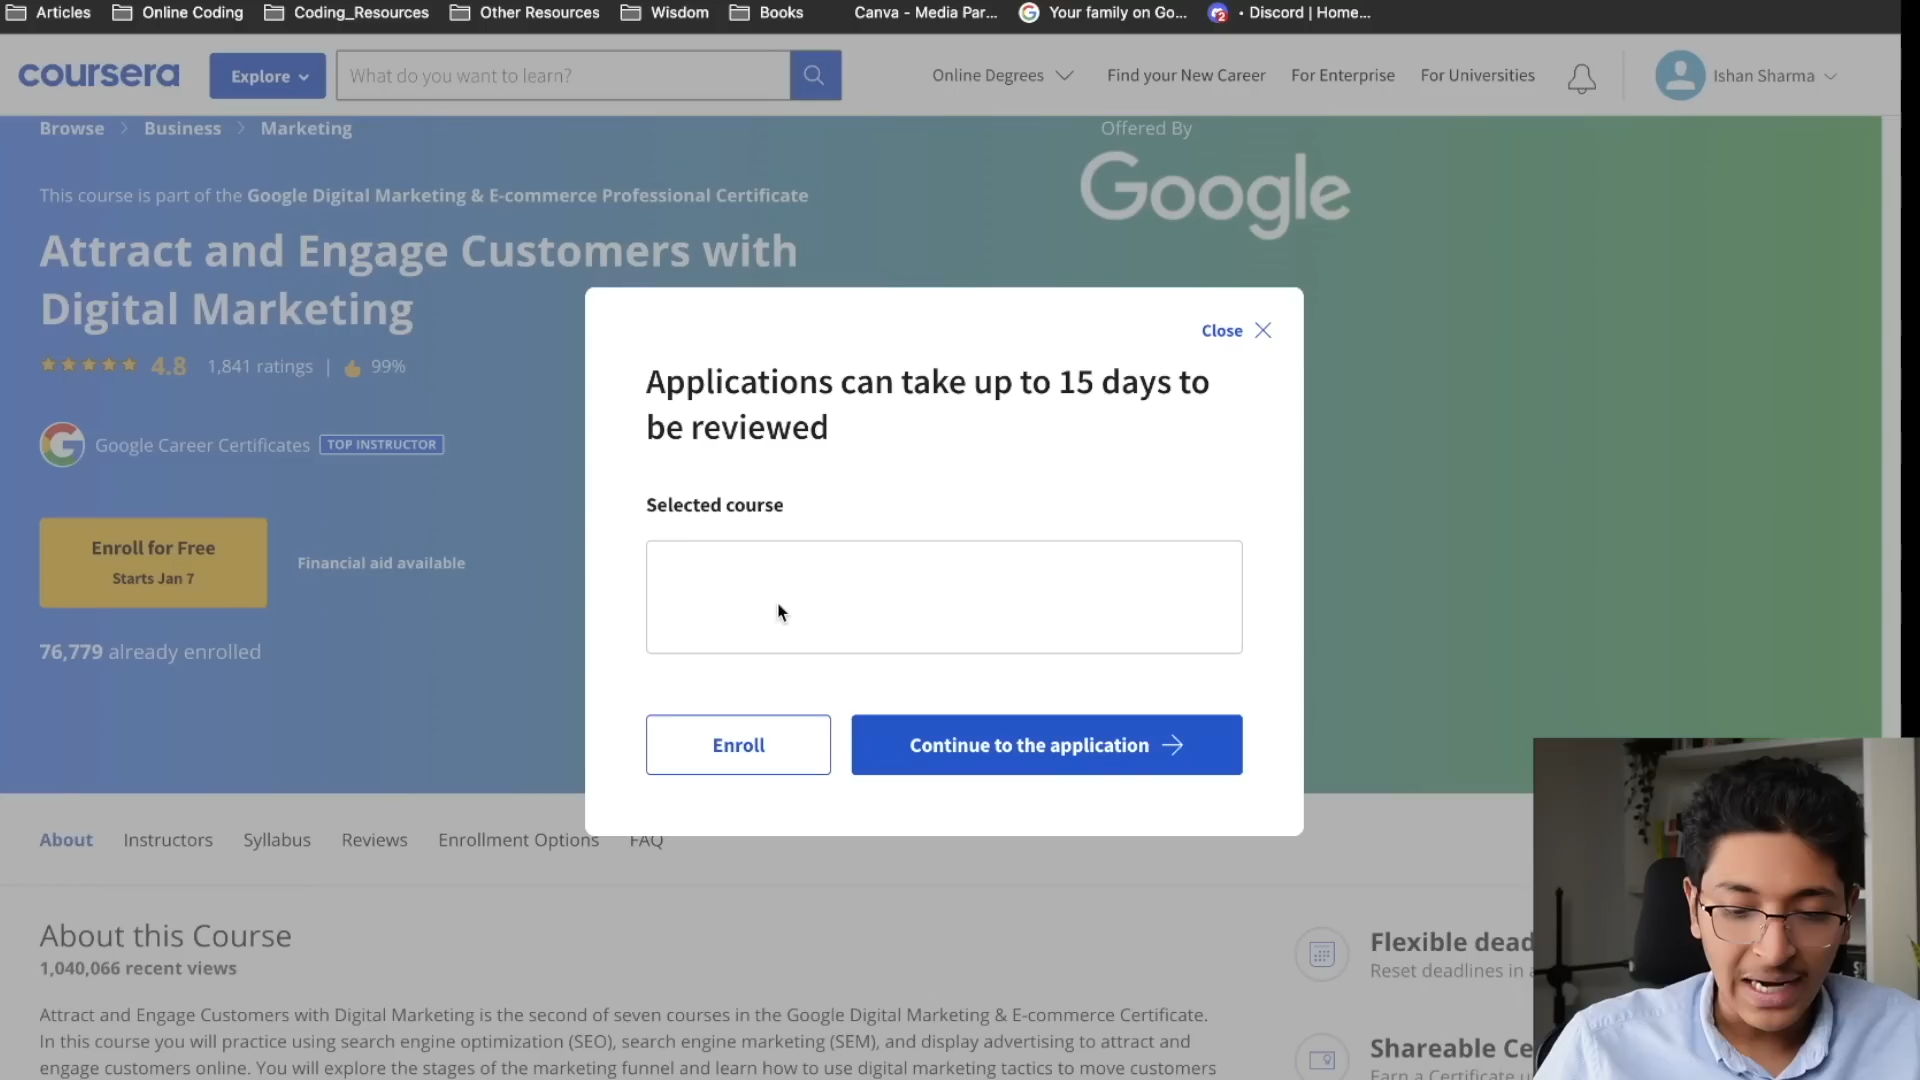 Articles Online Coding Coding_Resources Other Resources Wisdom Books Canva - Media Par... Your family on Go... 2 • Discord | Home...
coursera Explore What do you want to learn? Online Degrees Find your New Career For Enterprise For Universities Ishan Sharma
Browse > Business > Marketing
Offered By
Google
This course is part of the Google Digital Marketing & E-commerce Professional Certificate
Attract and Engage Customers with
Digital Marketing
4.8 1,841 ratings | 99%
Google Career Certificates TOP INSTRUCTOR
Enroll for Free
Starts Jan 7
Financial aid available
76,779 already enrolled
Close
Applications can take up to 15 days to
be reviewed
Selected course
Enroll
Continue to the application →
About Instructors Syllabus Reviews Enrollment Options FAQ
About this Course
1,040,066 recent views
Attract and Engage Customers with Digital Marketing is the second of seven courses in the Google Digital Marketing & E-commerce Certificate.
In this course you will practice using search engine optimization (SEO), search engine marketing (SEM), and display advertising to attract and
engage customers online. You will explore the stages of the marketing funnel and learn how to use digital marketing tactics to move customers
Flexible dead
Reset deadlines in
Shareable Ce
Earn a Certificate